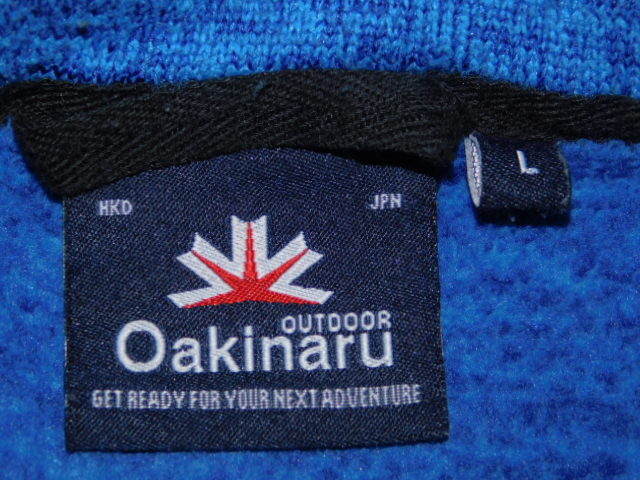 HKD JPN
L
OUTDOOR
Oakinaru
GET READY FOR YOUR NEXT ADVENTURE